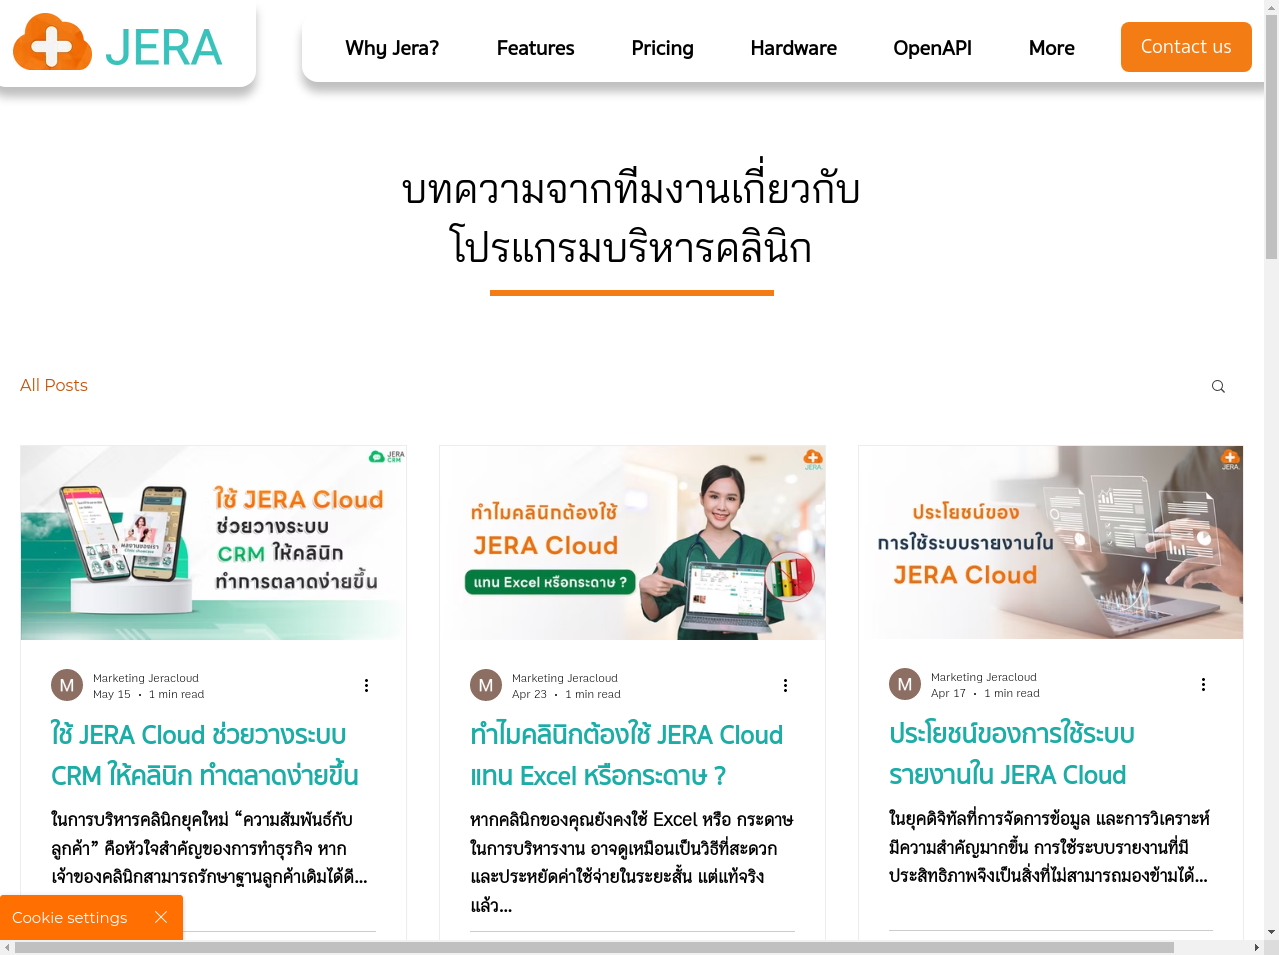 JERA
Why Jera?
Features
Pricing
Hardware
OpenAPI
More
Contact us
บทความจากทีมงานเกี่ยวกับ
โปรแกรมบริหารคลินิก
All Posts
JERA
CRM
ใช้ JERA Cloud
ช่วยวางระบบ
CRM ให้คลินิก
ทำการตลาดง่ายขึ้น
Marketing Jeracloud
May 15
1 min read
ใช้ JERA Cloud ช่วยวางระบบ
CRM ให้คลินิก ทำตลาดง่ายขึ้น
ในการบริหารคลินิกยุคใหม่ “ความสัมพันธ์กับ
ลูกค้า” คือหัวใจสำคัญของการทำธุรกิจ หาก
เจ้าของคลินิกสามารถรักษาฐานลูกค้าเดิมได้ดี...
JERA
ทำไมคลินิกต้องใช้
JERA Cloud
แทน Excel หรือกระดาษ ?
Marketing Jeracloud
Apr 23
1 min read
ทำไมคลินิกต้องใช้ JERA Cloud
แทน Excel หรือกระดาษ ?
หากคลินิกของคุณยังคงใช้ Excel หรือ กระดาษ
ในการบริหารงาน อาจดูเหมือนเป็นวิธีที่สะดวก
และประหยัดค่าใช้จ่ายในระยะสั้น แต่แท้จริง
แล้ว...
JERA
ประโยชน์ของ
การใช้ระบบรายงานใน
JERA Cloud
Marketing Jeracloud
Apr 17
1 min read
ประโยชน์ของการใช้ระบบ
รายงานใน JERA Cloud
ในยุคดิจิทัลที่การจัดการข้อมูล และการวิเคราะห์
มีความสำคัญมากขึ้น การใช้ระบบรายงานที่มี
ประสิทธิภาพจึงเป็นสิ่งที่ไม่สามารถมองข้ามได้...
Cookie settings